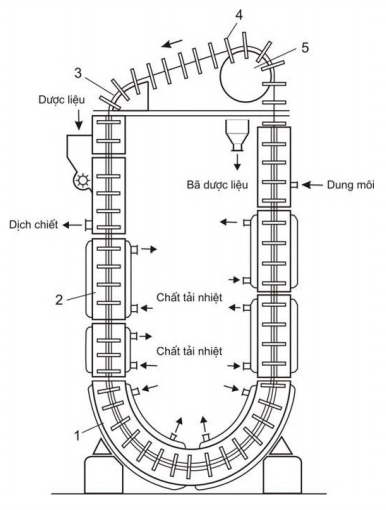 4
5
3
Dược liệu
Bã dược liệu
Dung môi
Dịch chiết
2
Chất tải nhiệt
Chất tải nhiệt
1